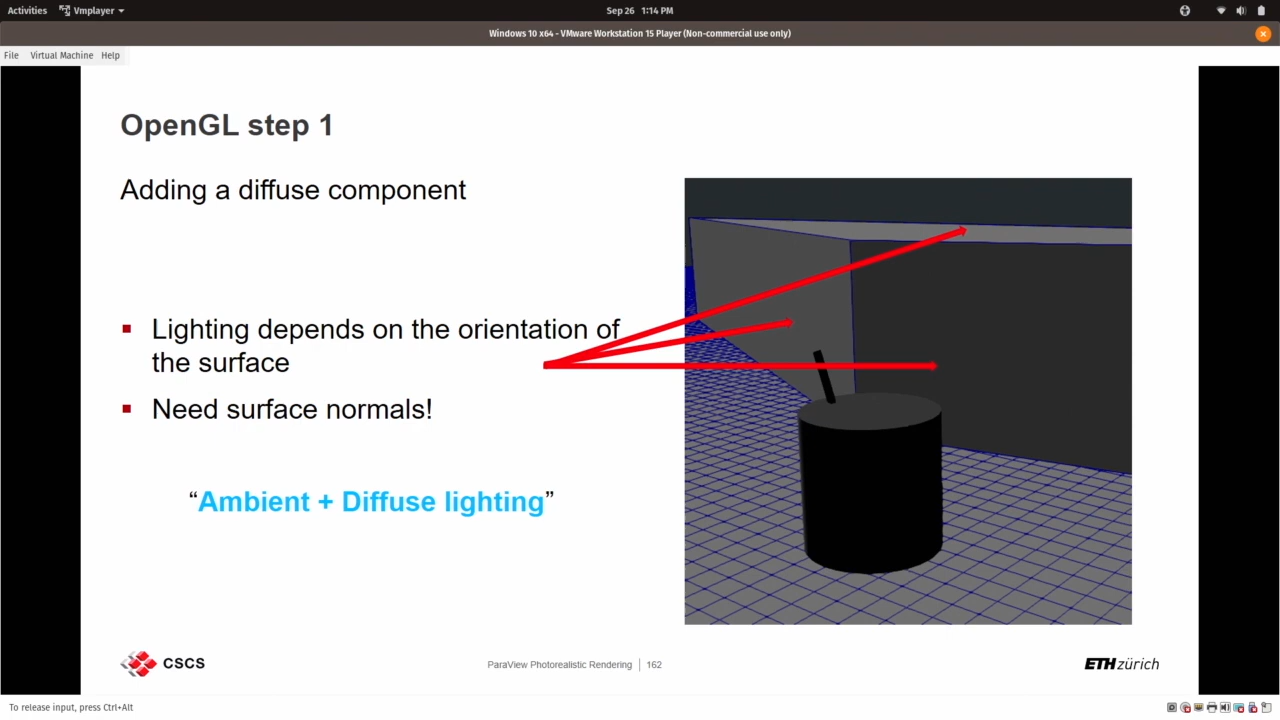 Activities Vmplayer Sep 26 1:14 PM
Windows 10 x64 - VMware Workstation 15 Player (Non-commercial use only)
File Virtual Machine Help
OpenGL step 1
Adding a diffuse component
Lighting depends on the orientation of
the surface
Need surface normals!
“Ambient + Diffuse lighting”
CSCS
ParaView Photorealistic Rendering 162
ETH zürich
To release input, press Ctrl+Alt